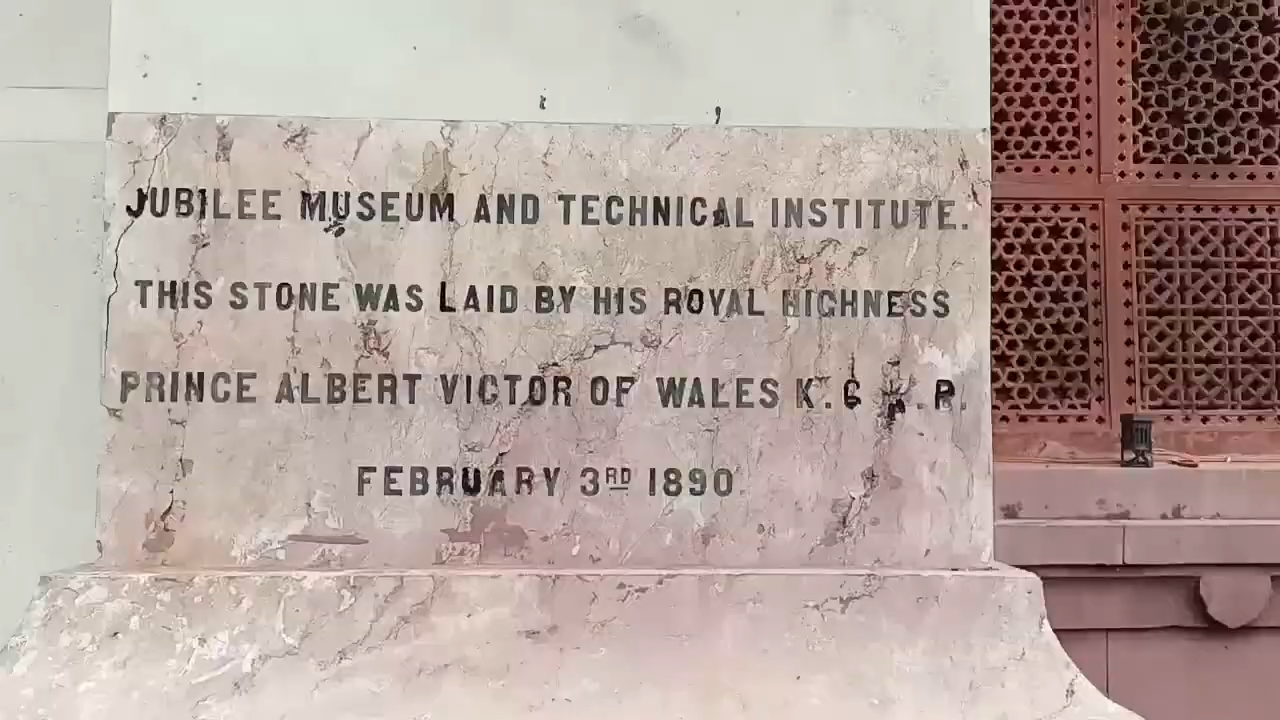 JUBILEE MUSEUM AND TECHNICAL INSTITUTE.
THIS STONE WAS LAID BY HIS ROYAL HIGHNESS
PRINCE ALBERT VICTOR OF WALES K.G
FEBRUARY 3RD 1890